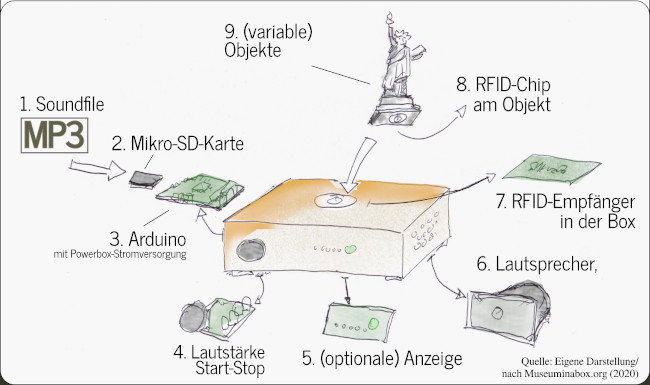 9. (variable)
Objekte
8. RFID-Chip
am Objekt
1. Soundfile
MP3
2. Mikro-SD-Karte
7. RFID-Empfänger
in der Box
3. Arduino
mit Powerbox-Stromversorgung
6. Lautsprecher,
4. Lautstärke
Start-Stop
5. (optionale) Anzeige
Quelle: Eigene Darstellung/
nach Museuminabox.org (2020)